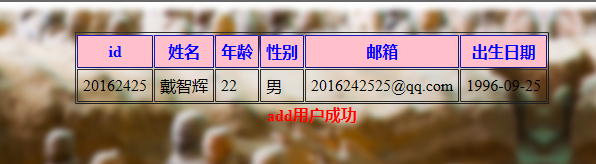 id 姓名 年龄 性别 邮箱 出生日期
20162425 戴智辉 22 男 2016242525@qq.com 1996-09-25
add用户成功